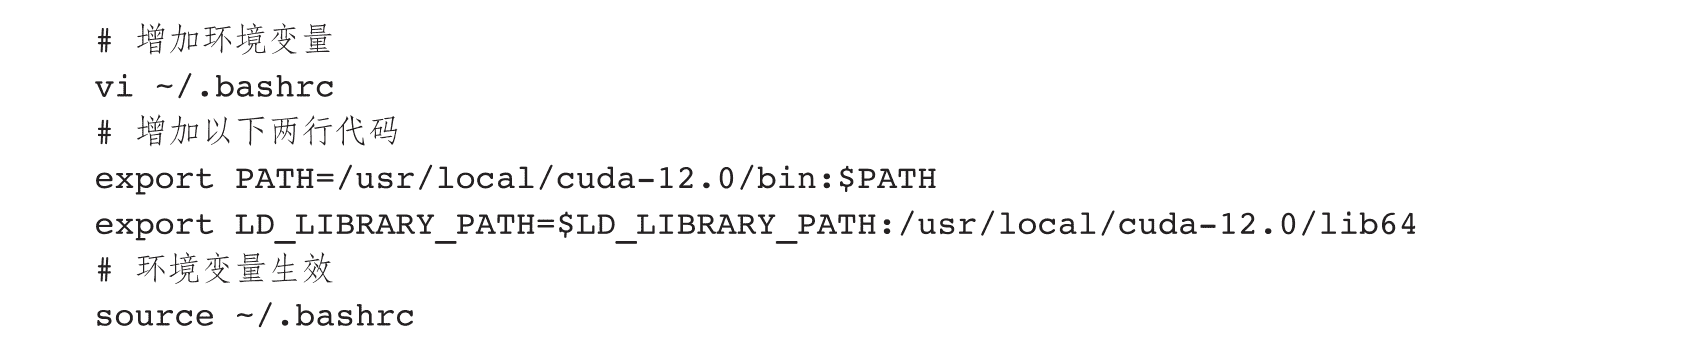 # 增加环境变量
vi ~/.bashrc
# 增加以下两行代码
export PATH=/usr/local/cuda-12.0/bin:$PATH
export LD_LIBRARY_PATH=$LD_LIBRARY_PATH:/usr/local/cuda-12.0/lib64
# 环境变量生效
source ~/.bashrc